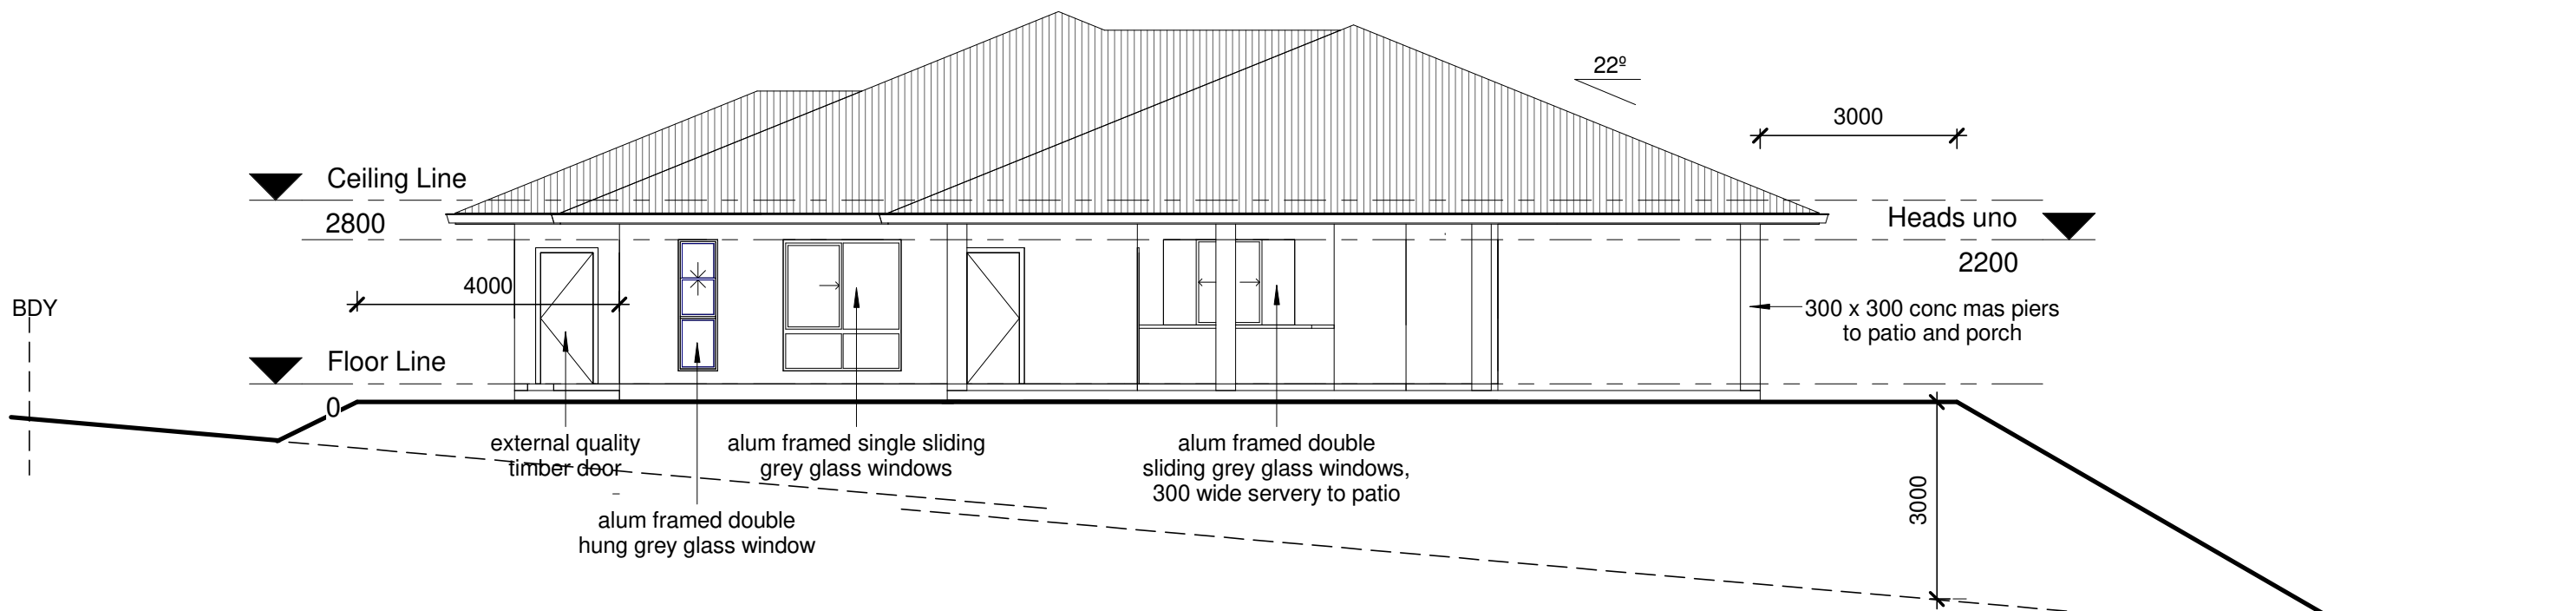 22º
3000
Ceiling Line
2800
Heads uno
2200
4000
BDY
300 x 300 conc mas piers
to patio and porch
Floor Line
0
external quality
timber door
alum framed single sliding
grey glass windows
alum framed double
sliding grey glass windows,
300 wide servery to patio
alum framed double
hung grey glass window
3000